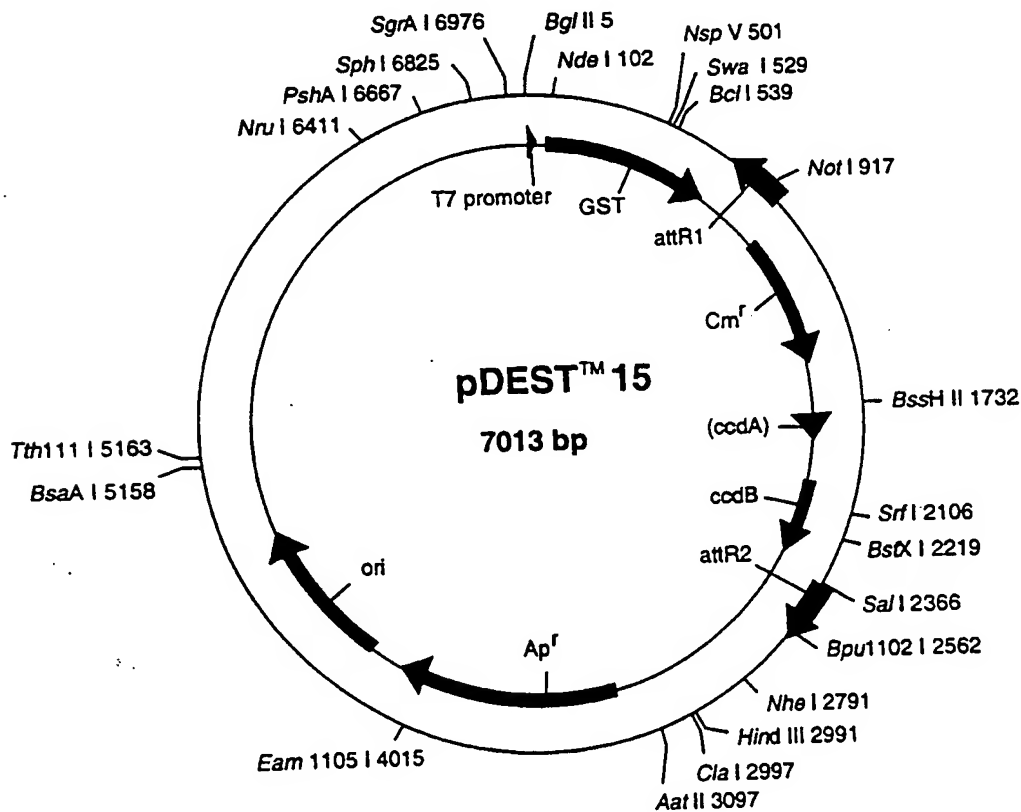 SgrA I 6976
Bgl II 5
Nsp V 501
Sph I 6825
Nde I 102
Swa I 529
PshA I 6667
Bcl I 539
Nru I 6411
Not I 917
T7 promoter
GST
attR1
Cm^r
pDEST™ 15
7013 bp
BssH II 1732
(ccdA)
Tth111 I 5163
BsaA I 5158
ccdB
Srf I 2106
BstX I 2219
attR2
ori
Sal I 2366
Bpu1102 I 2562
Ap^r
Nhe I 2791
Hind III 2991
Eam 1105 I 4015
Cla I 2997
Aat II 3097